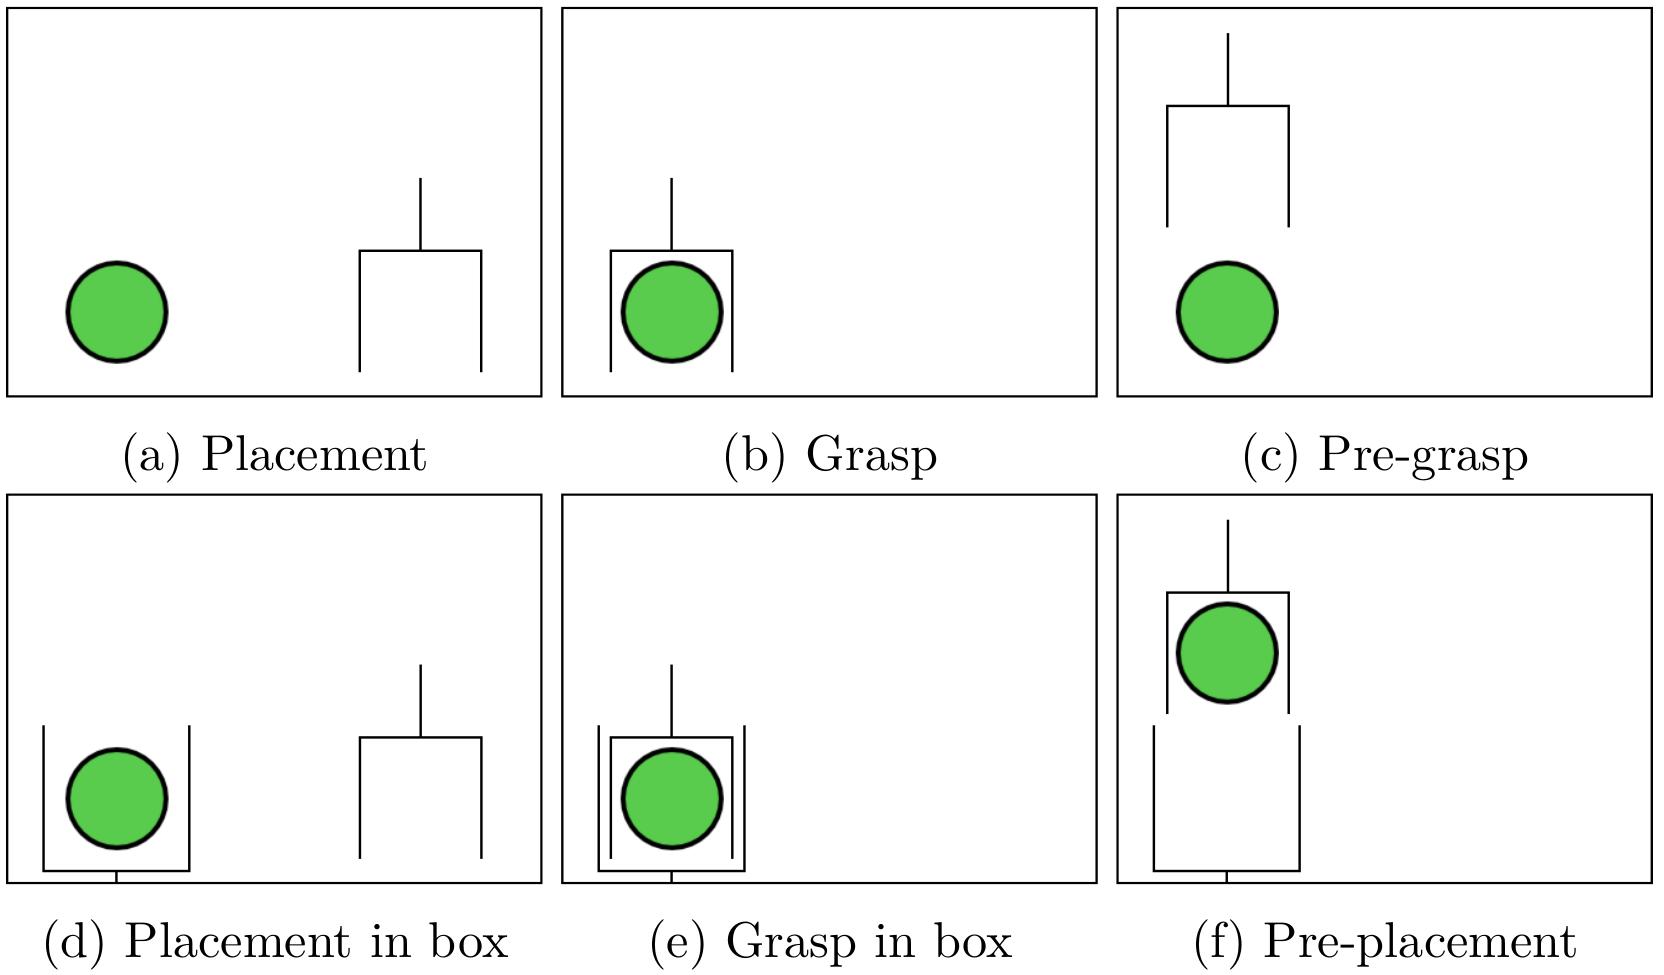 (a) Placement
(b) Grasp
(c) Pre-grasp
(d) Placement in box
(e) Grasp in box
(f) Pre-placement